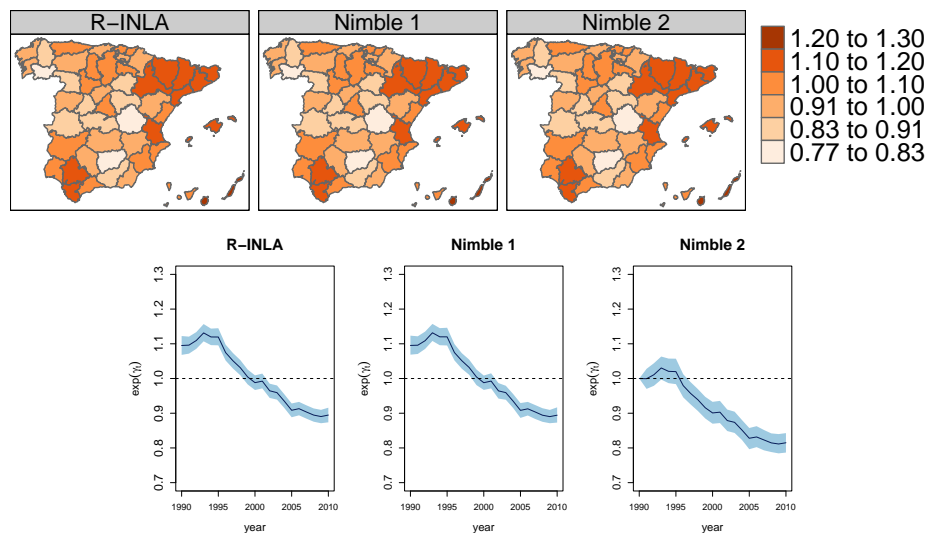 R−INLA
Nimble 1
Nimble 2
1.20 to 1.30
1.10 to 1.20
1.00 to 1.10
0.91 to 1.00
0.83 to 0.91
0.77 to 0.83
R−INLA
exp(γt)
1.3
1.2
1.1
1.0
0.9
0.8
0.7
1990 1995 2000 2005 2010
year
Nimble 1
exp(γt)
1.3
1.2
1.1
1.0
0.9
0.8
0.7
1990 1995 2000 2005 2010
year
Nimble 2
exp(γt)
1.3
1.2
1.1
1.0
0.9
0.8
0.7
1990 1995 2000 2005 2010
year